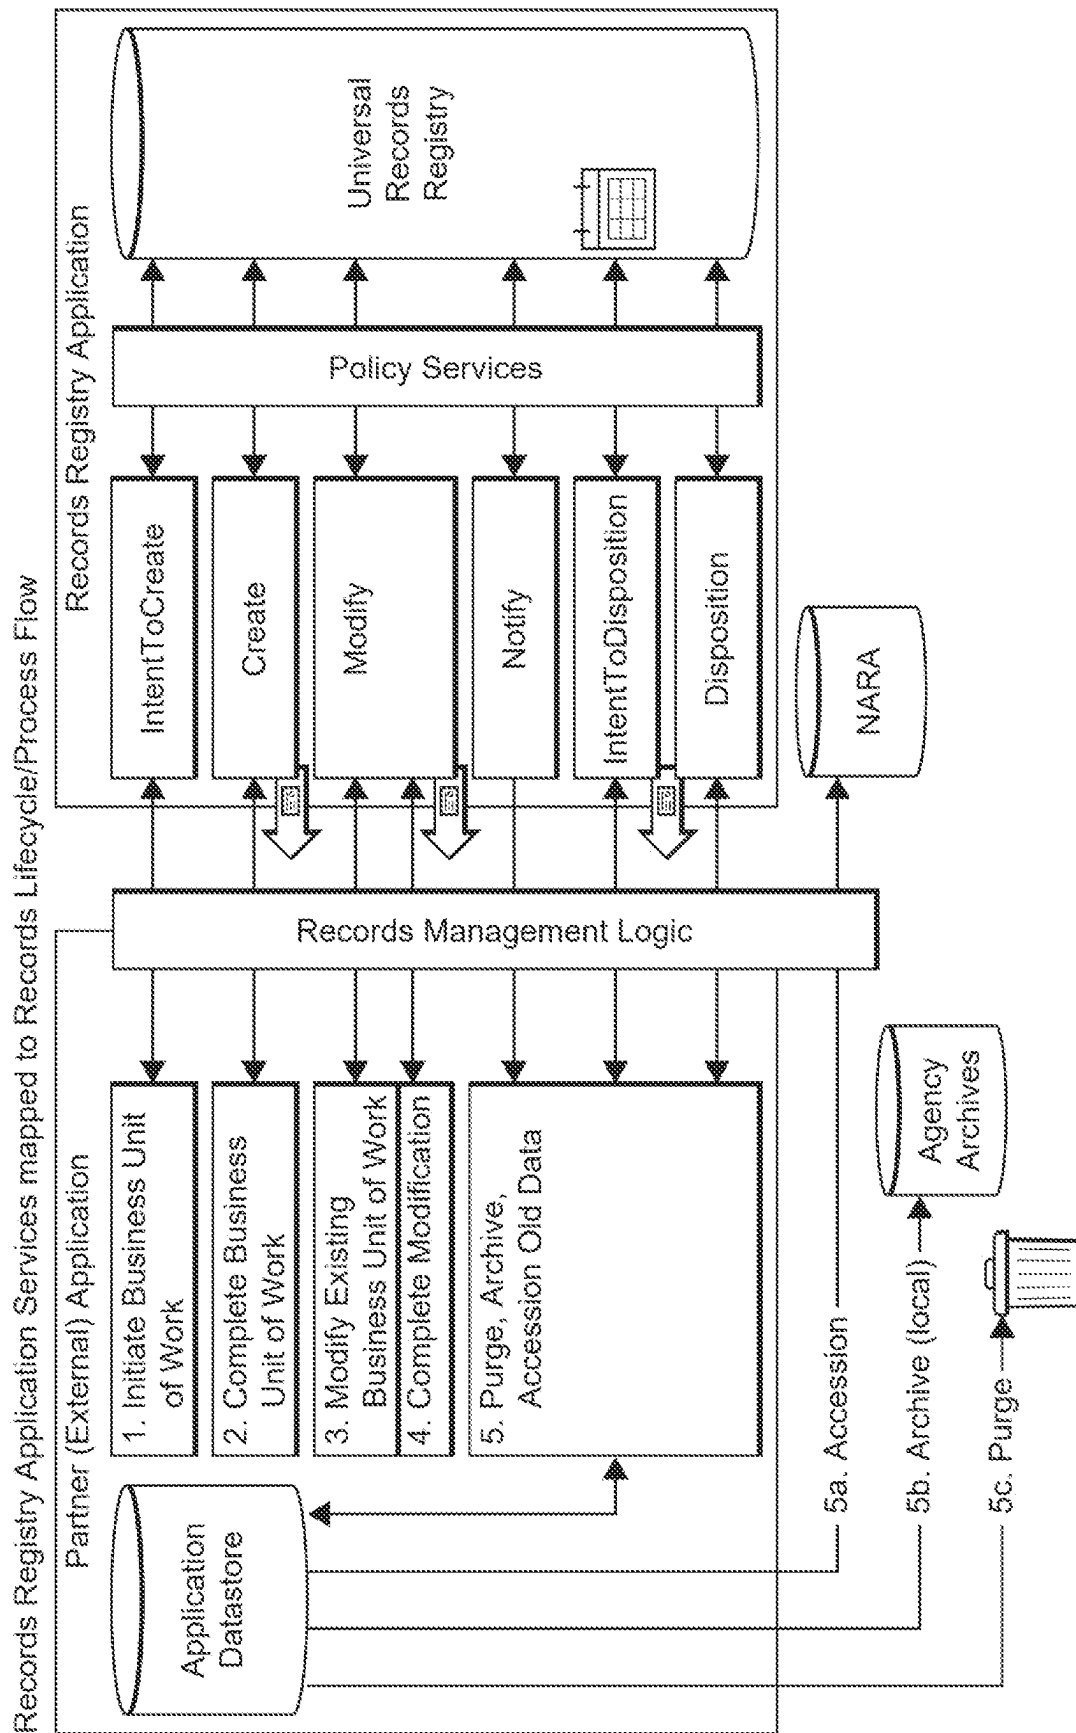 Records Registry Application Services mapped to Records Lifecycle/Process Flow
Partner (External) Application
Application
Datastore
1. Initiate Business Unit
of Work
2. Complete Business
Unit of Work
3. Modify Existing
Business Unit of Work
4. Complete Modification
5. Purge, Archive,
Accession Old Data
Records Management Logic
Records Registry Application
IntentToCreate
Create
Modify
Notify
IntentToDisposition
Disposition
Policy Services
Universal
Records
Registry
5a. Accession
NARA
5b. Archive (local)
Agency
Archives
5c. Purge